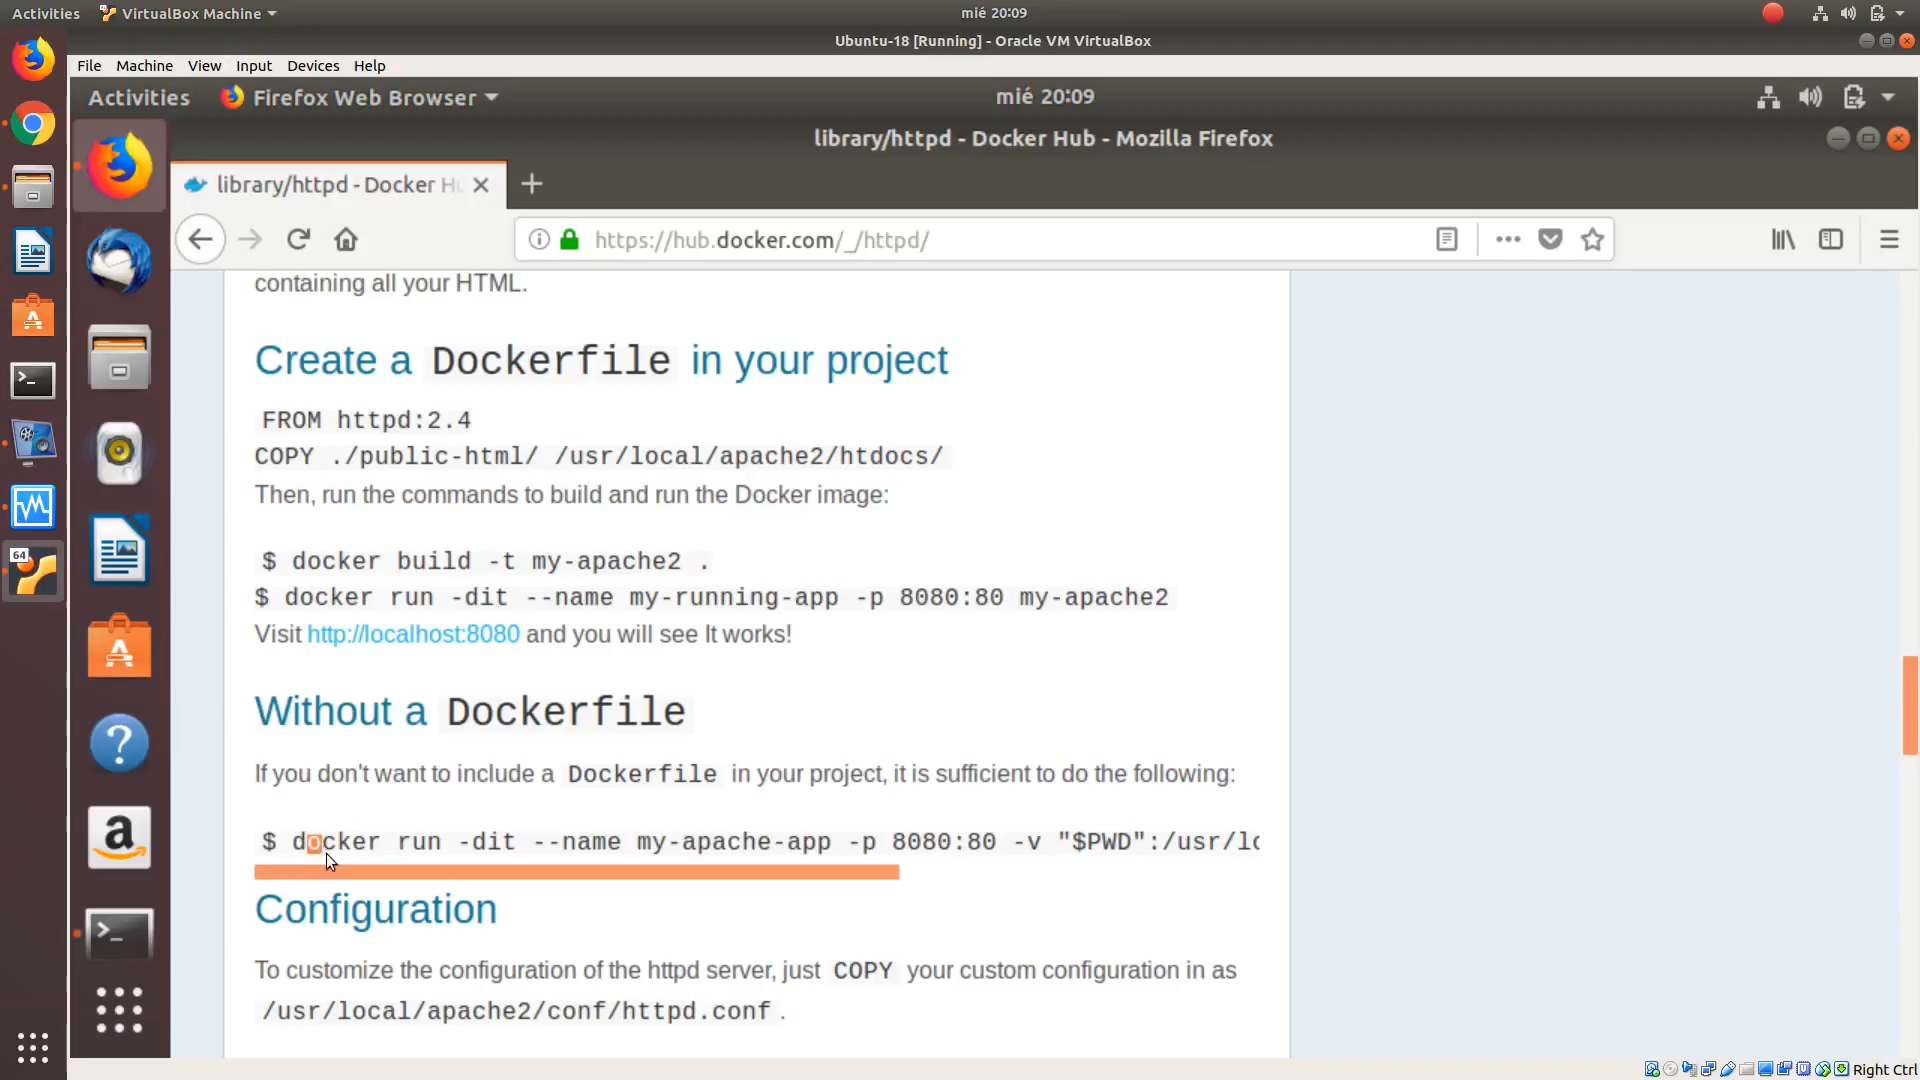 Activities VirtualBox Machine mié 20:09
Ubuntu-18 [Running] - Oracle VM VirtualBox
File Machine View Input Devices Help
Activities Firefox Web Browser mié 20:09
library/httpd - Docker Hub - Mozilla Firefox
library/httpd - Docker Hu
https://hub.docker.com/_/httpd/
containing all your HTML.
Create a Dockerfile in your project
FROM httpd:2.4
COPY ./public-html/ /usr/local/apache2/htdocs/
Then, run the commands to build and run the Docker image:
$ docker build -t my-apache2 .
$ docker run -dit --name my-running-app -p 8080:80 my-apache2
Visit http://localhost:8080 and you will see It works!
Without a Dockerfile
If you don't want to include a Dockerfile in your project, it is sufficient to do the following:
$ docker run -dit --name my-apache-app -p 8080:80 -v "$PWD":/usr/lo
Configuration
To customize the configuration of the httpd server, just COPY your custom configuration in as
/usr/local/apache2/conf/httpd.conf .
64
Right Ctrl